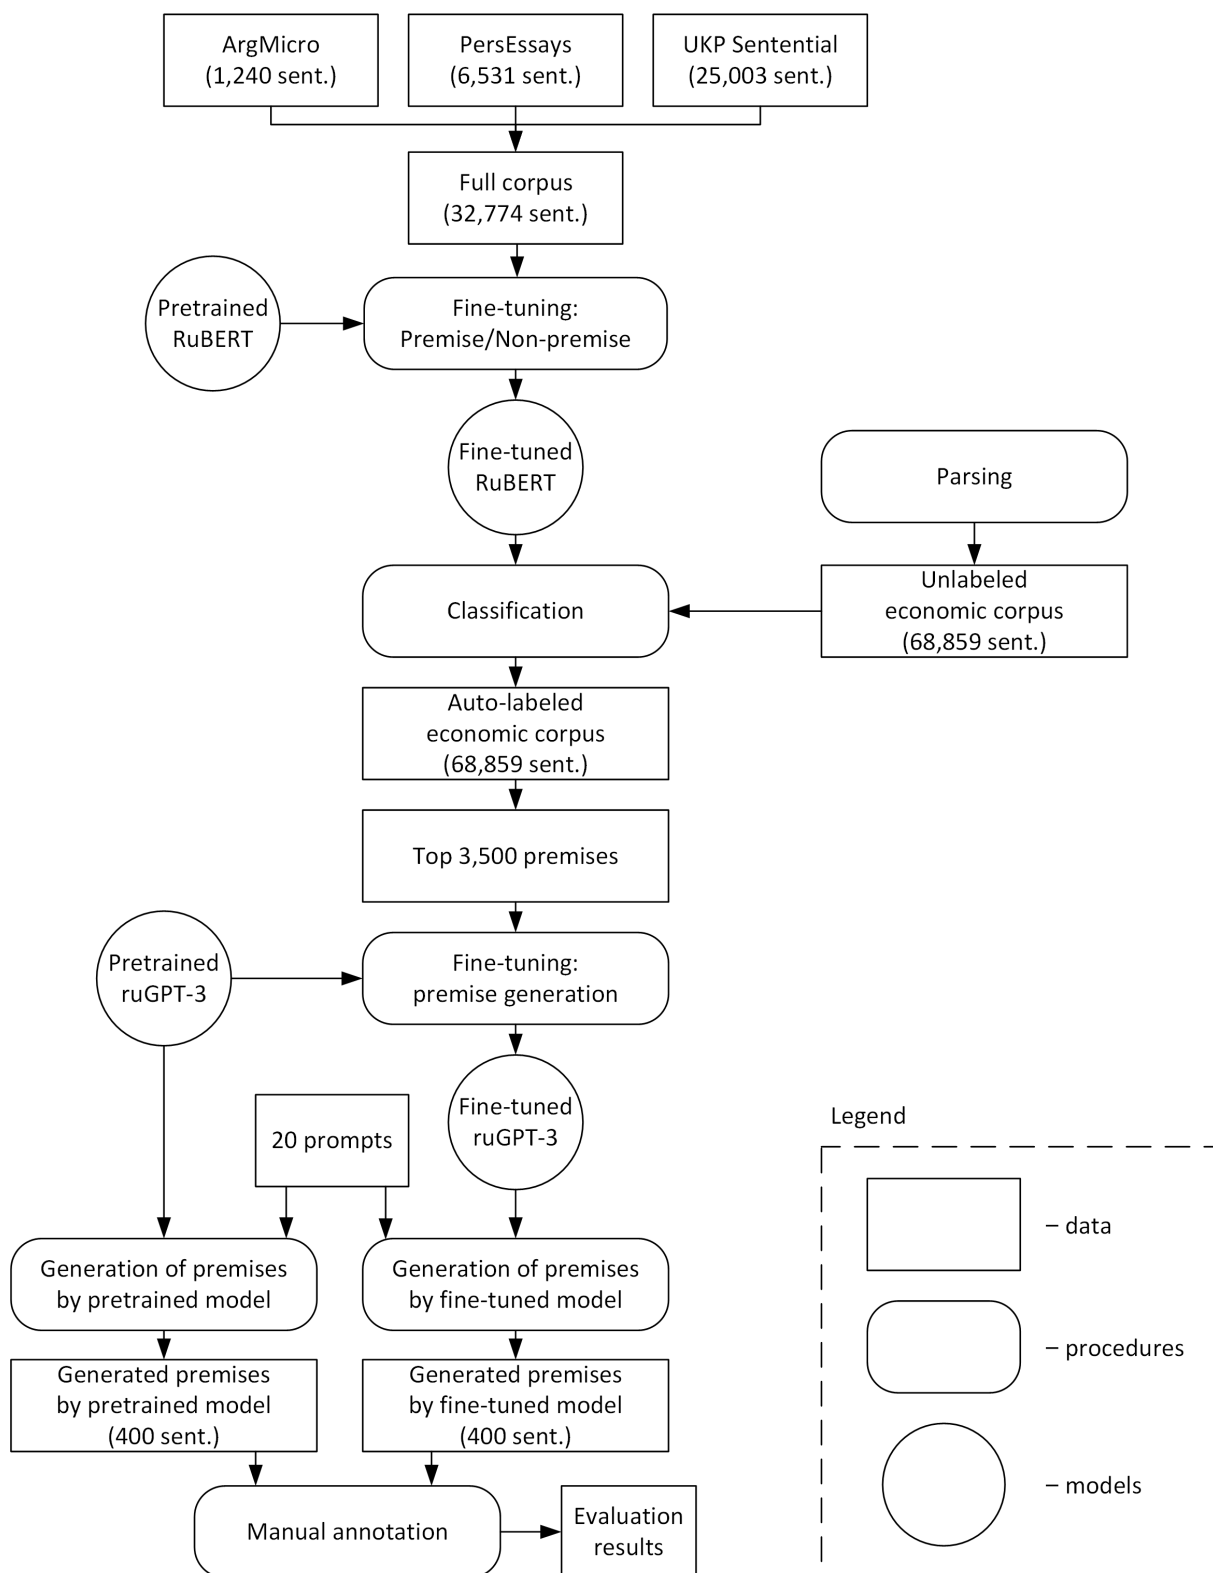 ArgMicro
(1,240 sent.)
PersEssays
(6,531 sent.)
UKP Sentential
(25,003 sent.)
Full corpus
(32,774 sent.)
Pretrained
RuBERT
Fine-tuning:
Premise/Non-premise
Fine-tuned
RuBERT
Parsing
Classification
Unlabeled
economic corpus
(68,859 sent.)
Auto-labeled
economic corpus
(68,859 sent.)
Top 3,500 premises
Pretrained
ruGPT-3
Fine-tuning:
premise generation
20 prompts
Fine-tuned
ruGPT-3
Generation of premises
by pretrained model
Generation of premises
by fine-tuned model
Generated premises
by pretrained model
(400 sent.)
Generated premises
by fine-tuned model
(400 sent.)
Manual annotation
Evaluation
results
Legend
– data
– procedures
– models